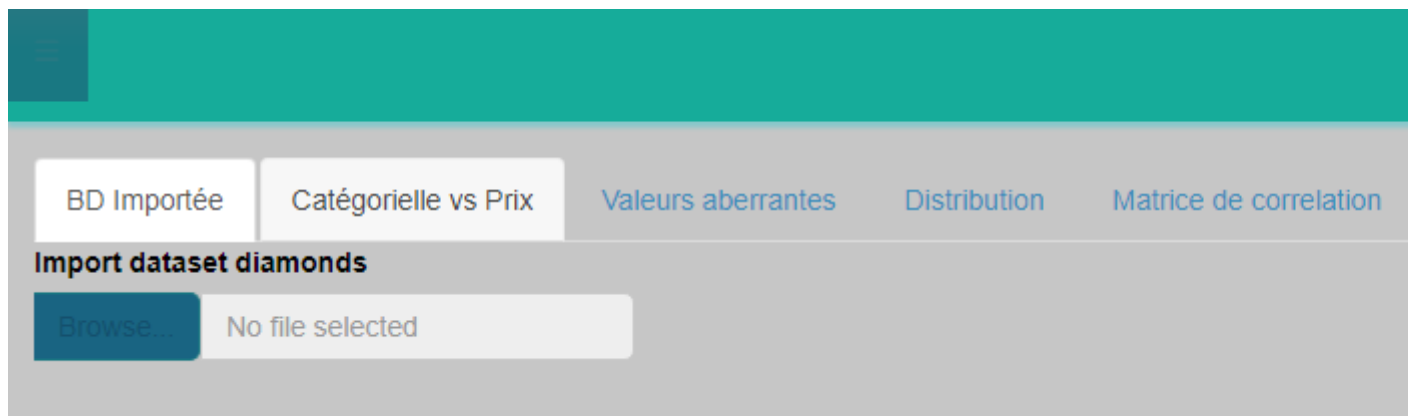 BD Importée Catégorielle vs Prix Valeurs aberrantes Distribution Matrice de correlation
Import dataset diamonds
Browse... No file selected